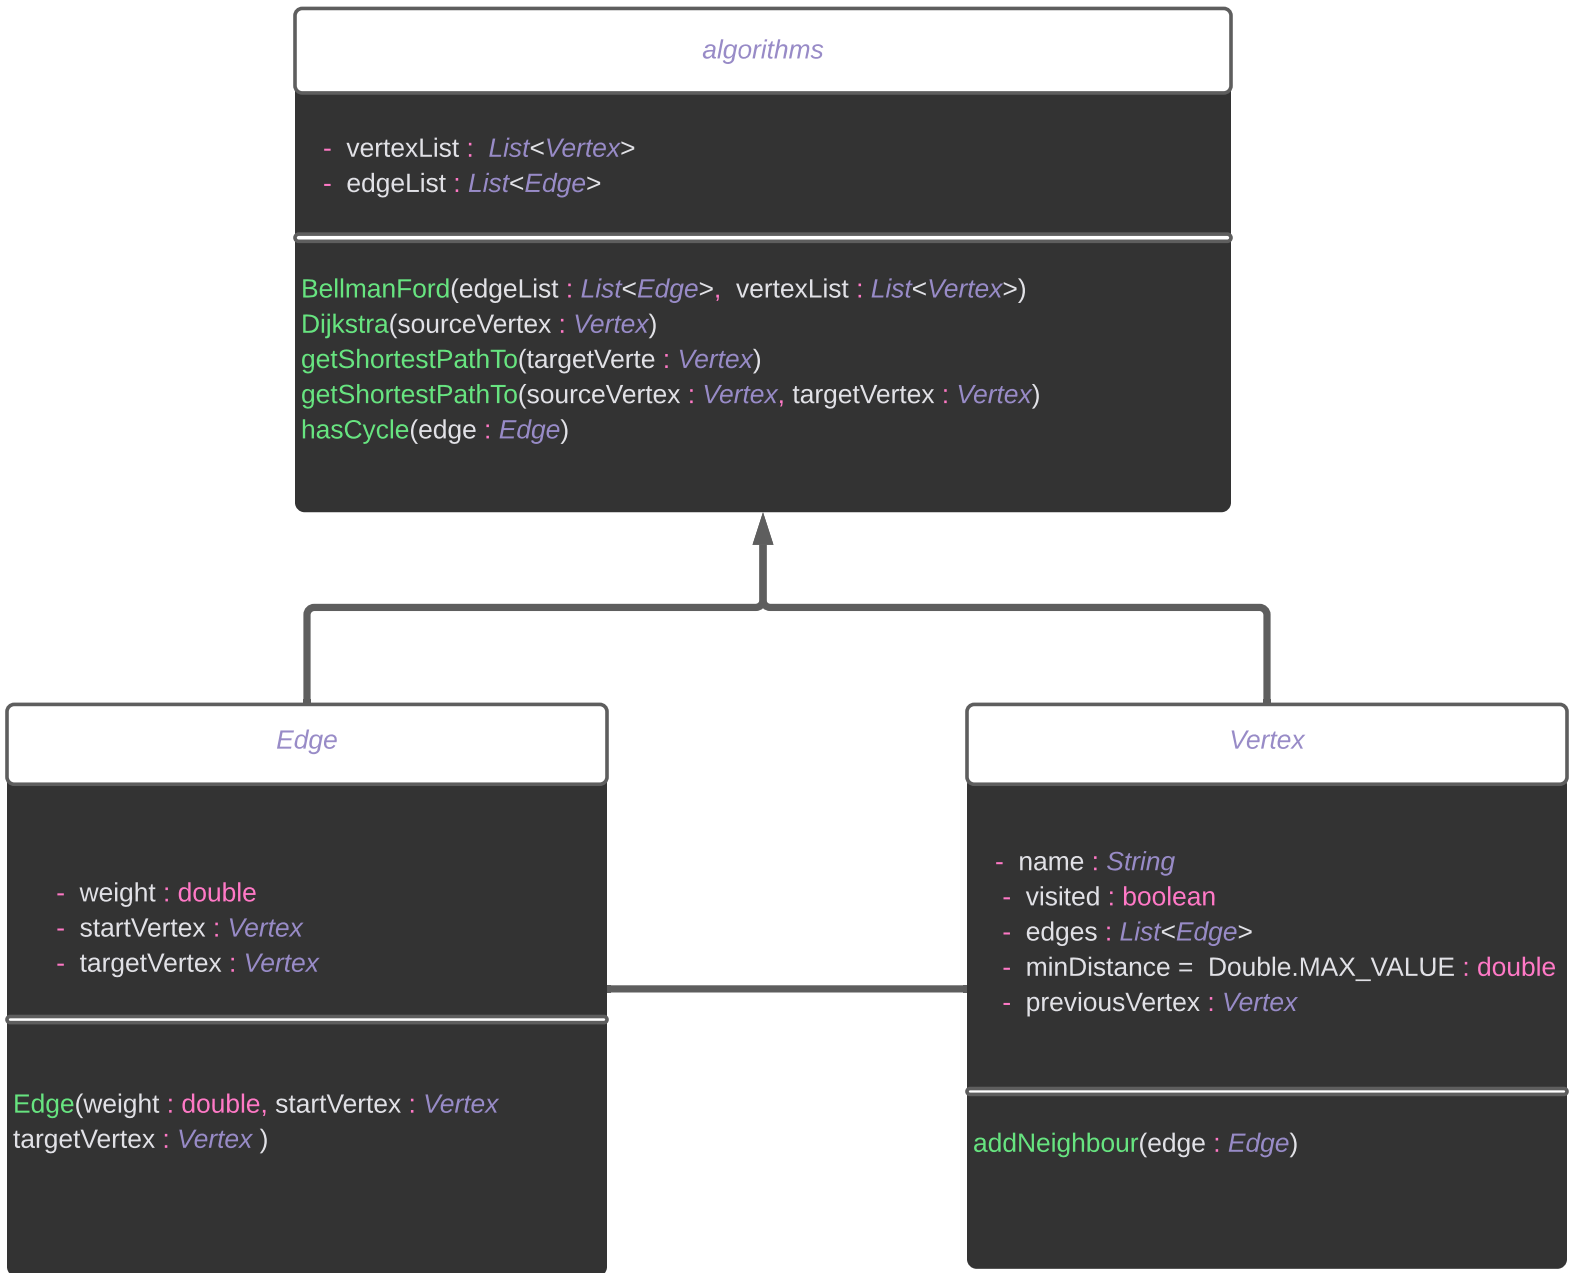 algorithms
- vertexList : List<Vertex>
- edgeList : List<Edge>
BellmanFord(edgeList : List<Edge>, vertexList : List<Vertex>)
Dijkstra(sourceVertex : Vertex)
getShortestPathTo(targetVerte : Vertex)
getShortestPathTo(sourceVertex : Vertex, targetVertex : Vertex)
hasCycle(edge : Edge)
Edge
- weight : double
- startVertex : Vertex
- targetVertex : Vertex
Edge(weight : double, startVertex : Vertex
targetVertex : Vertex )
Vertex
- name : String
- visited : boolean
- edges : List<Edge>
- minDistance = Double.MAX_VALUE : double
- previousVertex : Vertex
addNeighbour(edge : Edge)